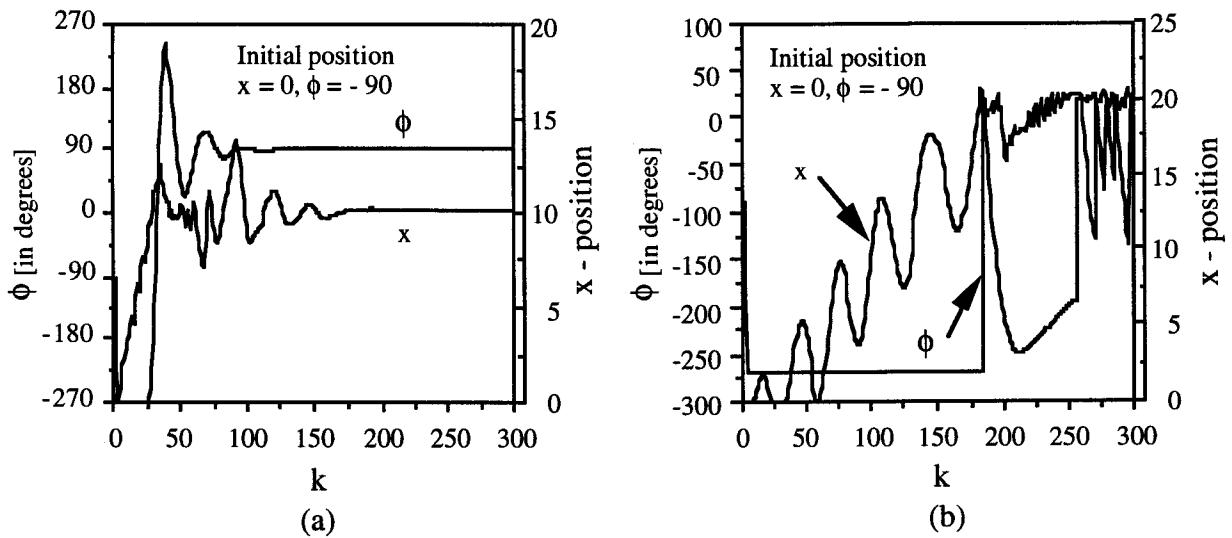 270
180
90
0
-90
-180
-270
ϕ [in degrees]
Initial position
x = 0, ϕ = - 90
ϕ
x
20
15
10
5
0
x - position
0 50 100 150 200 250 300
k
(a)
100
50
0
-50
-100
-150
-200
-250
-300
ϕ [in degrees]
Initial position
x = 0, ϕ = - 90
x
ϕ
25
20
15
10
5
0
x - position
0 50 100 150 200 250 300
k
(b)